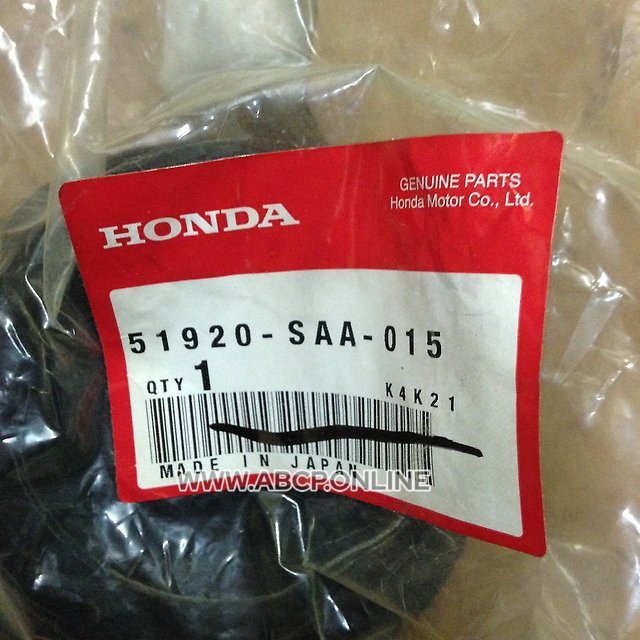 GENUINE PARTS
Honda Motor Co., Ltd.
HONDA
51920-SAA-015
QTY 1
K4K21
MADE IN JAPAN
WWW.ABCP.ONLINE